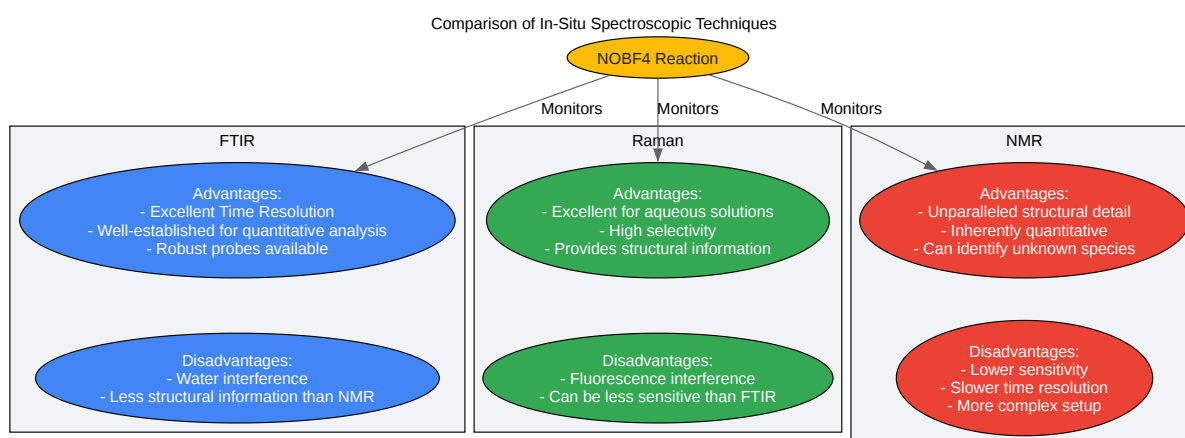 Comparison of In-Situ Spectroscopic Techniques
NOBF4 Reaction
Monitors
Monitors
Monitors
FTIR
Advantages:
- Excellent Time Resolution
- Well-established for quantitative analysis
- Robust probes available
Disadvantages:
- Water interference
- Less structural information than NMR
Raman
Advantages:
- Excellent for aqueous solutions
- High selectivity
- Provides structural information
Disadvantages:
- Fluorescence interference
- Can be less sensitive than FTIR
NMR
Advantages:
- Unparalleled structural detail
- Inherently quantitative
- Can identify unknown species
Disadvantages:
- Lower sensitivity
- Slower time resolution
- More complex setup